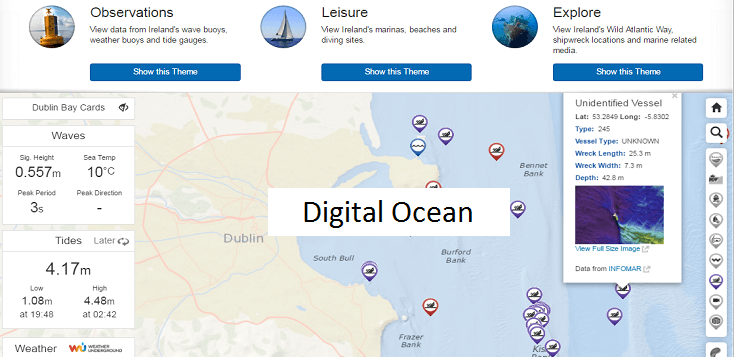 Observations
View data from Ireland's wave buoys,
weather buoys and tide gauges.
Show this Theme
Leisure
View Ireland's marinas, beaches and
diving sites.
Show this Theme
Explore
View Ireland's Wild Atlantic Way,
shipwreck locations and marine related
media.
Show this Theme
Dublin Bay Cards
Waves
Sig. Height Sea Temp
0.557m 10°C
Peak Period Peak Direction
3s -
Tides Later
4.17m
Low High
1.08m 4.48m
at 19:48 at 02:42
Weather WEATHER
UNDERGROUND
Bennet
Bank
Digital Ocean
Dublin
South Bull
Burford
Bank
Frazer
Bank
Kis
Ban
Unidentified Vessel
Lat: 53.2849 Long: -5.8302
Type: 245
Vessel Type: UNKNOWN
Wreck Length: 25.3 m
Wreck Width: 7.3 m
Depth: 42.8 m
View Full Size Image
Data from INFOMAR